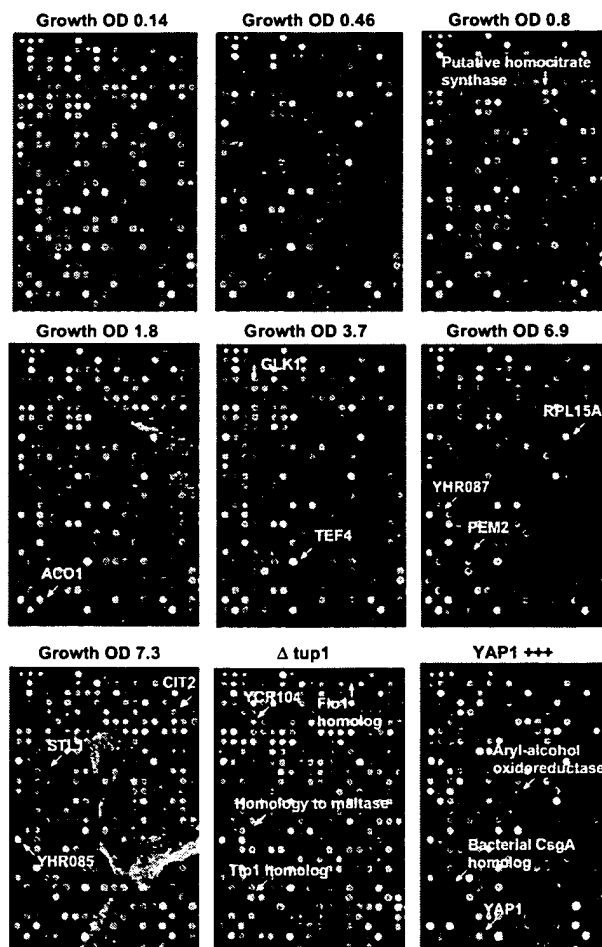 Growth OD 0.14
Growth OD 0.46
Growth OD 0.8
Putative homocitrate
synthase
Growth OD 1.8
Growth OD 3.7
Growth OD 6.9
ACO1
GLK1
TEF4
RPL15A
YHR087
PEM2
Growth OD 7.3
Δ tup1
YAP1 +++
CIT2
STL1
YHR085
YCR104
Flo1
homolog
Homology to maltase
Tip1 homolog
Aryl-alcohol
oxidoreductase
Bacterial CsgA
homolog
YAP1